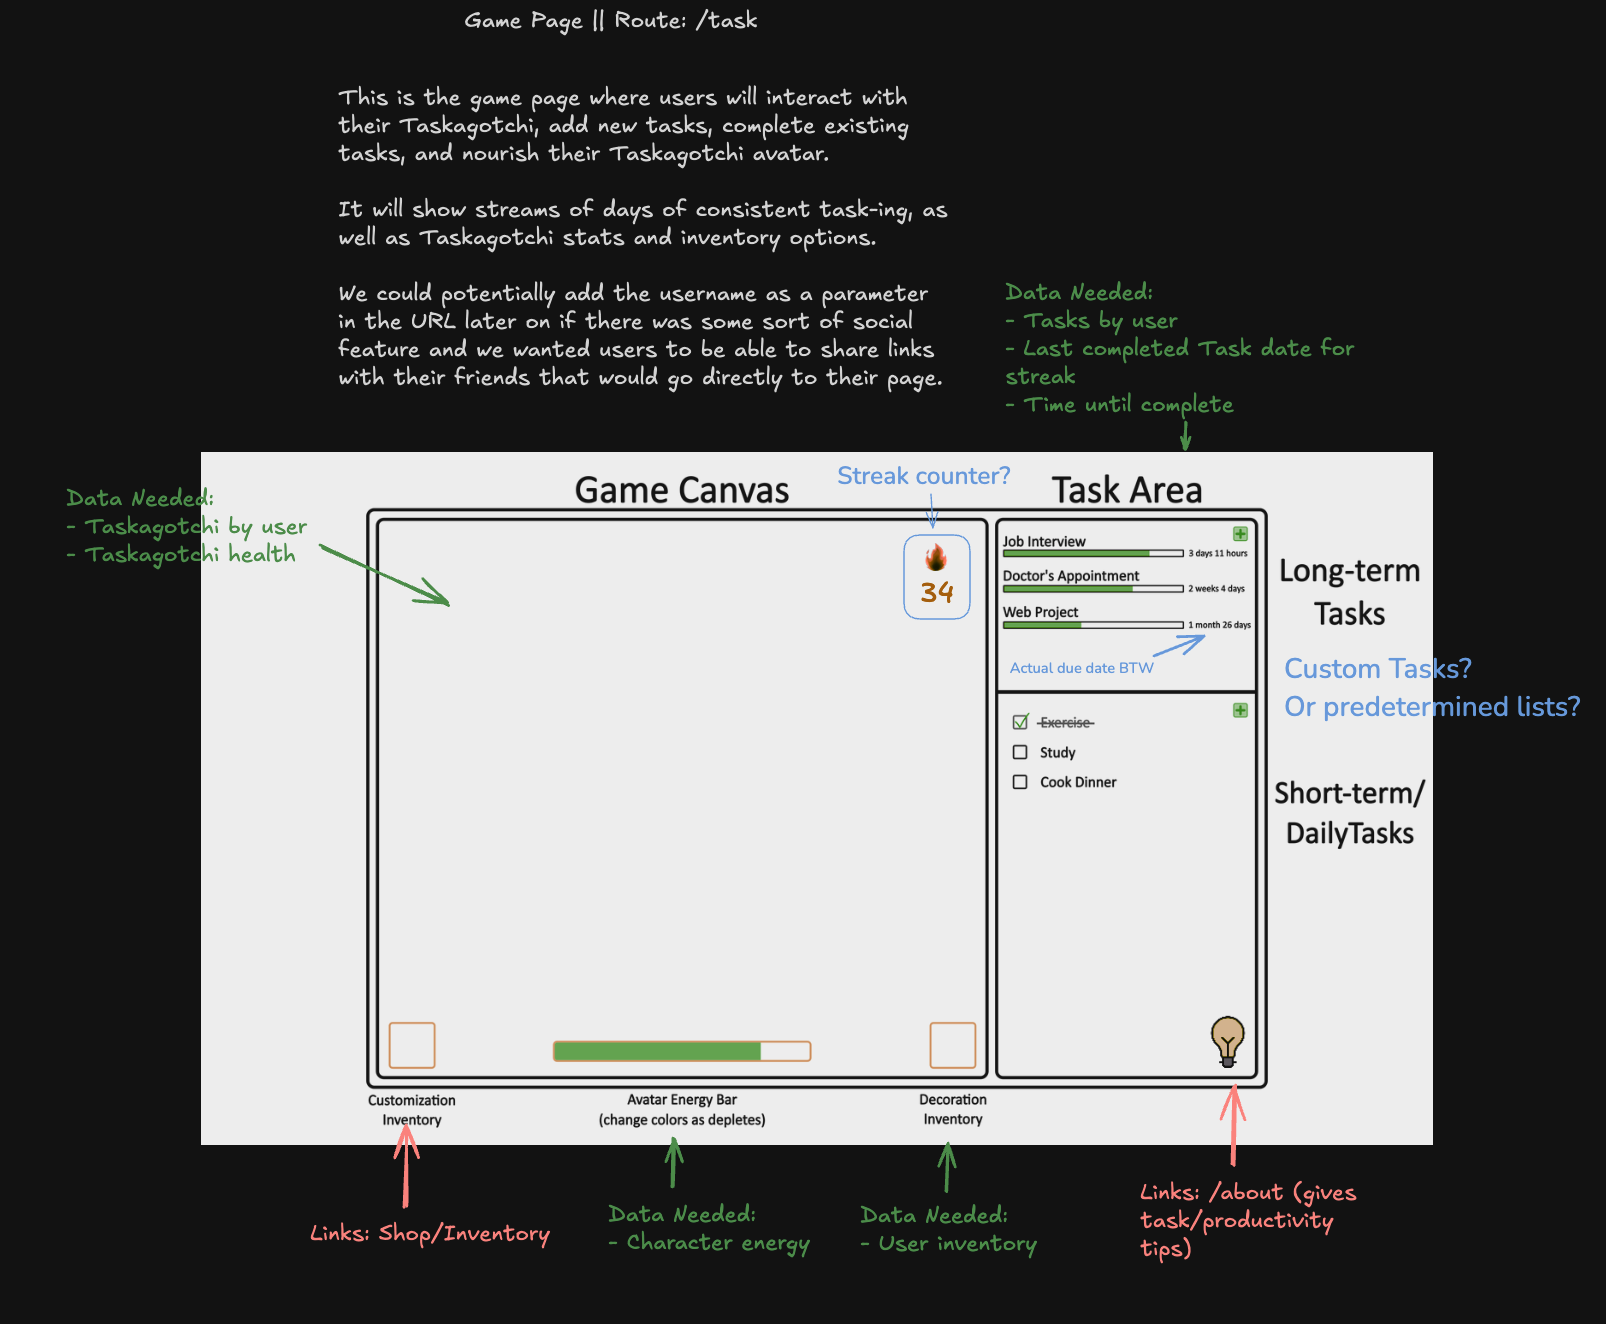 Game Page || Route: /task
This is the game page where users will interact with
their Taskagotchi, add new tasks, complete existing
tasks, and nourish their Taskagotchi avatar.
It will show streams of days of consistent task-ing, as
well as Taskagotchi stats and inventory options.
We could potentially add the username as a parameter
in the URL later on if there was some sort of social
feature and we wanted users to be able to share links
with their friends that would go directly to their page.
Data Needed:
- Tasks by user
- Last completed Task date for
streak
- Time until complete
Data Needed:
- Taskagotchi by user
- Taskagotchi health
Game Canvas
Streak counter?
34
Task Area
Job Interview
3 days 11 hours
Doctor's Appointment
2 weeks 4 days
Web Project
1 month 26 days
Actual due date BTW
Long-term
Tasks
Custom Tasks?
Or predetermined lists?
Exercise
Study
Cook Dinner
Short-term/
DailyTasks
Customization
Inventory
Avatar Energy Bar
(change colors as depletes)
Decoration
Inventory
Links: Shop/Inventory
Data Needed:
- Character energy
Data Needed:
- User inventory
Links: /about (gives
task/productivity
tips)